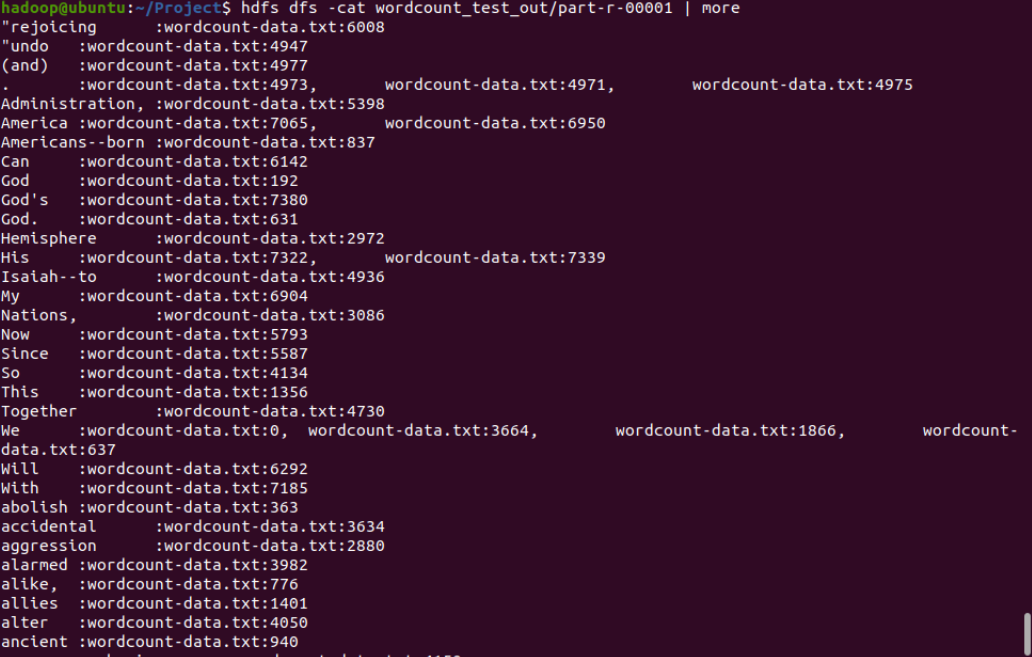 hadoop@ubuntu:~/Project$ hdfs dfs -cat wordcount_test_out/part-r-00001 | more
"rejoicing :wordcount-data.txt:6008
"undo :wordcount-data.txt:4947
(and) :wordcount-data.txt:4977
. :wordcount-data.txt:4973, wordcount-data.txt:4971, wordcount-data.txt:4975
Administration, :wordcount-data.txt:5398
America :wordcount-data.txt:7065, wordcount-data.txt:6950
Americans--born :wordcount-data.txt:837
Can :wordcount-data.txt:6142
God :wordcount-data.txt:192
God's :wordcount-data.txt:7380
God. :wordcount-data.txt:631
Hemisphere :wordcount-data.txt:2972
His :wordcount-data.txt:7322, wordcount-data.txt:7339
Isaiah--to :wordcount-data.txt:4936
My :wordcount-data.txt:6904
Nations, :wordcount-data.txt:3086
Now :wordcount-data.txt:5793
Since :wordcount-data.txt:5587
So :wordcount-data.txt:4134
This :wordcount-data.txt:1356
Together :wordcount-data.txt:4730
We :wordcount-data.txt:0, wordcount-data.txt:3664, wordcount-data.txt:1866, wordcount-
data.txt:637
Will :wordcount-data.txt:6292
With :wordcount-data.txt:7185
abolish :wordcount-data.txt:363
accidental :wordcount-data.txt:3634
aggression :wordcount-data.txt:2880
alarmed :wordcount-data.txt:3982
alike, :wordcount-data.txt:776
allies :wordcount-data.txt:1401
alter :wordcount-data.txt:4050
ancient :wordcount-data.txt:940